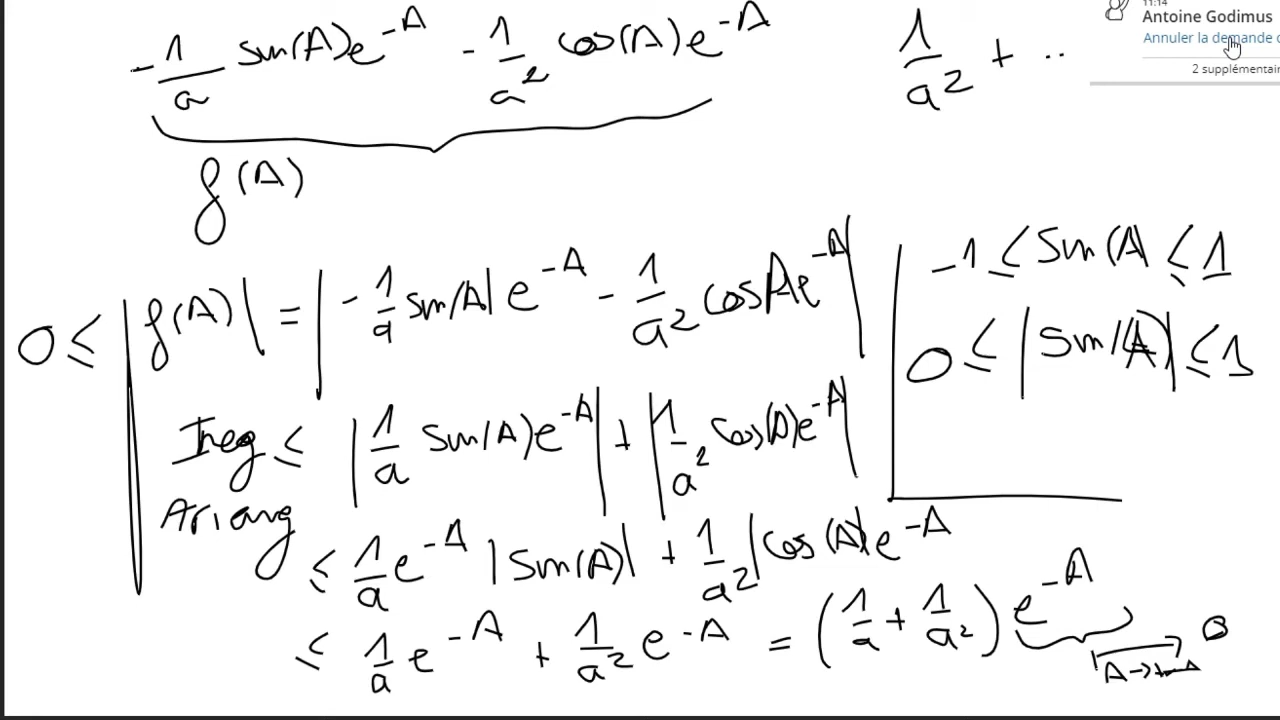 11:14
Antoine Godimus
Annuler la demande d
2 supplémentair
-1/a sin(A)e^-A - 1/a² cos(A)e^-A 1/a² + ..
f(A)
0 ≤ |f(A)| = |-1/a sin(A) e^-A - 1/a² cos(A)e^-A|
-1 ≤ Sin(A) ≤ 1
0 ≤ |Sin(A)| ≤ 1
Ineg ≤ |1/a Sin(A)e^-A| + |1/a² cos(A)e^-A|
triang
≤ 1/a e^-A |Sin(A)| + 1/a² |cos(A)|e^-A
≤ 1/a e^-A + 1/a² e^-A = (1/a + 1/a²) e^-A → 0
A→+∞